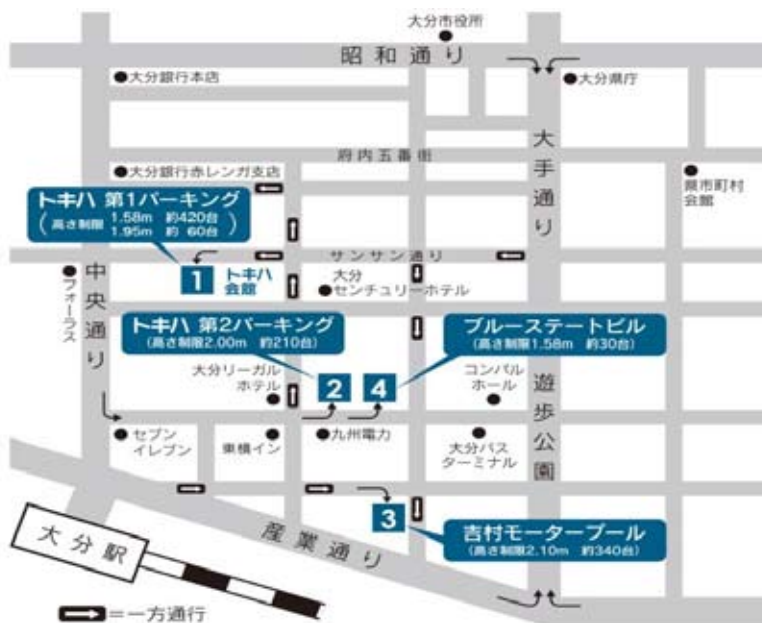 大分市役所
昭和通り
大分銀行本店
大分県庁
大手通り
府内五番街
大分銀行赤レンガ支店
県市町村
会館
トキハ 第1パーキング
(高さ制限 1.58m 約420台
1.95m 約 60台)
サンサン通り
1
トキハ
会館
大分
センチュリーホテル
フォーラス
中央通り
トキハ 第2パーキング
(高さ制限2.00m 約210台)
ブルーステートビル
(高さ制限1.58m 約30台)
大分リーガル
ホテル
2
4
コンパル
ホール
遊歩公園
セブン
イレブン
東横イン
九州電力
大分バス
ターミナル
3
吉村モータープール
(高さ制限2.10m 約340台)
産業通り
大分駅
=一方通行